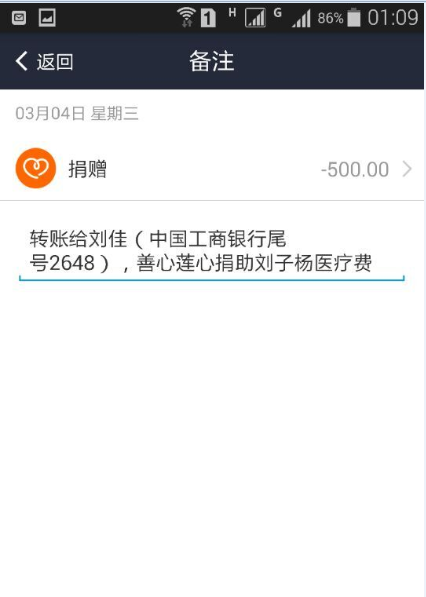 1 H G 86% 01:09
返回 备注
03月04日 星期三
捐赠 -500.00
转账给刘佳（中国工商银行尾
号2648），善心莲心捐助刘子杨医疗费